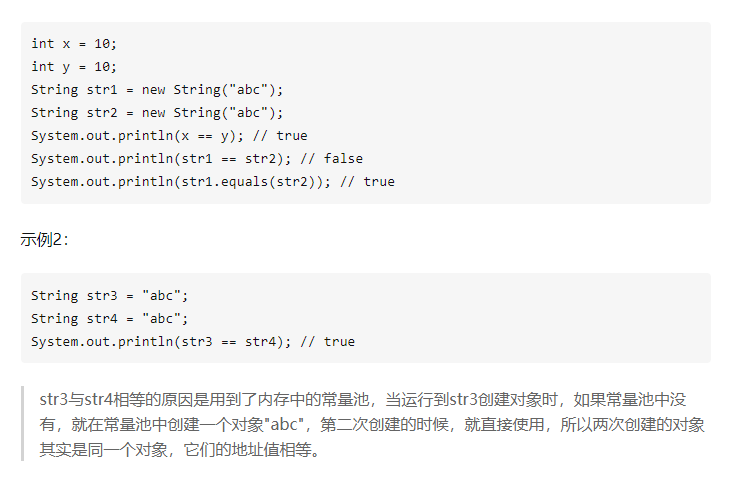 int x = 10;
int y = 10;
String str1 = new String("abc");
String str2 = new String("abc");
System.out.println(x == y); // true
System.out.println(str1 == str2); // false
System.out.println(str1.equals(str2)); // true
示例2：
String str3 = "abc";
String str4 = "abc";
System.out.println(str3 == str4); // true
str3与str4相等的原因是用到了内存中的常量池，当运行到str3创建对象时，如果常量池中没
有，就在常量池中创建一个对象"abc"，第二次创建的时候，就直接使用，所以两次创建的对象
其实是同一个对象，它们的地址值相等。